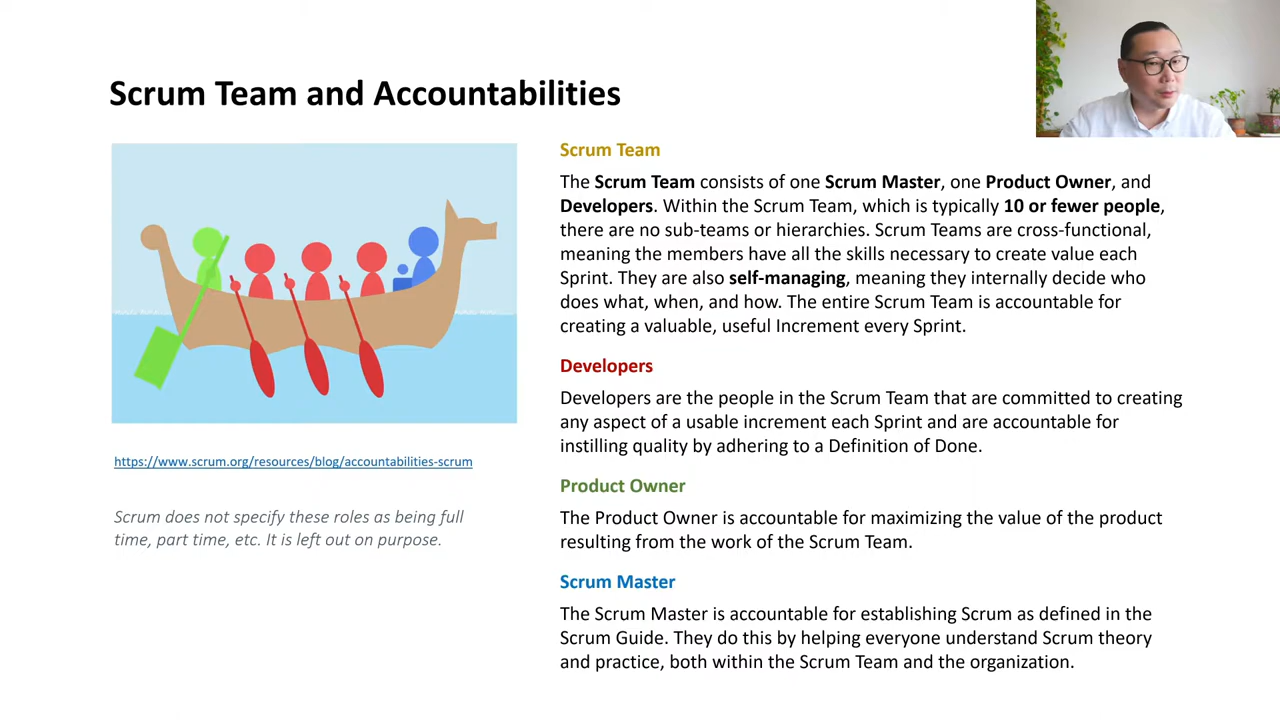 Scrum Team and Accountabilities
Scrum Team
The Scrum Team consists of one Scrum Master, one Product Owner, and
Developers. Within the Scrum Team, which is typically 10 or fewer people,
there are no sub-teams or hierarchies. Scrum Teams are cross-functional,
meaning the members have all the skills necessary to create value each
Sprint. They are also self-managing, meaning they internally decide who
does what, when, and how. The entire Scrum Team is accountable for
creating a valuable, useful Increment every Sprint.
Developers
Developers are the people in the Scrum Team that are committed to creating
any aspect of a usable increment each Sprint and are accountable for
instilling quality by adhering to a Definition of Done.
Product Owner
The Product Owner is accountable for maximizing the value of the product
resulting from the work of the Scrum Team.
Scrum Master
The Scrum Master is accountable for establishing Scrum as defined in the
Scrum Guide. They do this by helping everyone understand Scrum theory
and practice, both within the Scrum Team and the organization.
https://www.scrum.org/resources/blog/accountabilities-scrum
Scrum does not specify these roles as being full
time, part time, etc. It is left out on purpose.